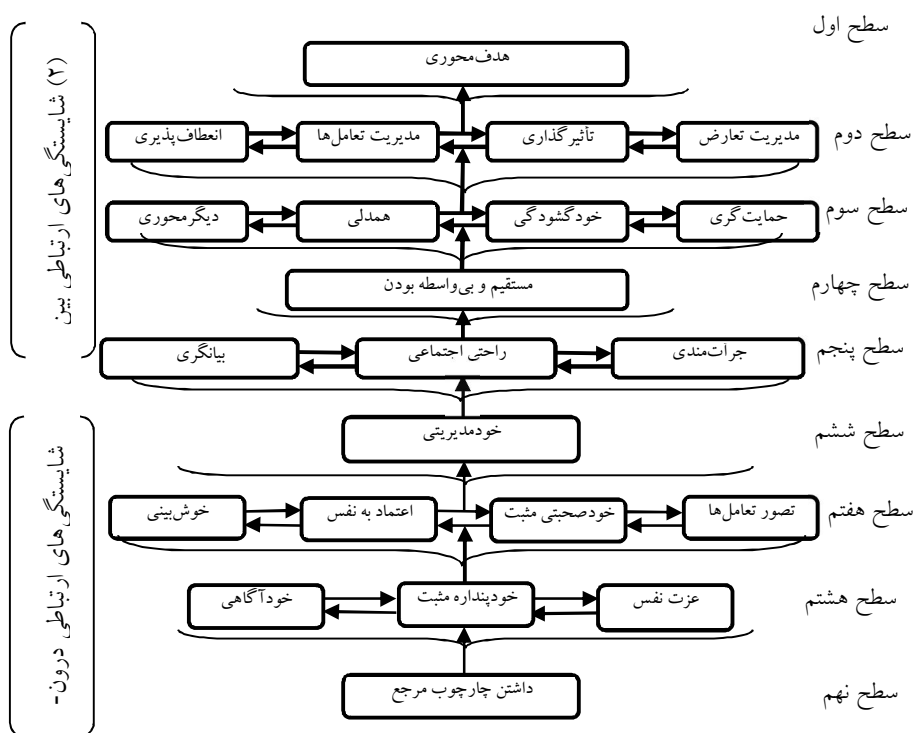 سطح اول
هدف‌محوری
سطح دوم
مدیریت تعارض
تأثیرگذاری
مدیریت تعامل‌ها
انعطاف‌پذیری
سطح سوم
حمایت‌گری
خودگشودگی
همدلی
دیگرمحوری
سطح چهارم
مستقیم و بی‌واسطه بودن
سطح پنجم
جرأت‌مندی
راحتی اجتماعی
بیانگری
سطح ششم
خودمدیریتی
سطح هفتم
تصور تعامل‌ها
خودصحبتی مثبت
اعتماد به نفس
خوش‌بینی
سطح هشتم
عزت نفس
خودپنداره مثبت
خودآگاهی
سطح نهم
داشتن چارچوب مرجع
(۲) شایستگی‌های ارتباطی بین
شایستگی‌های ارتباطی درون-